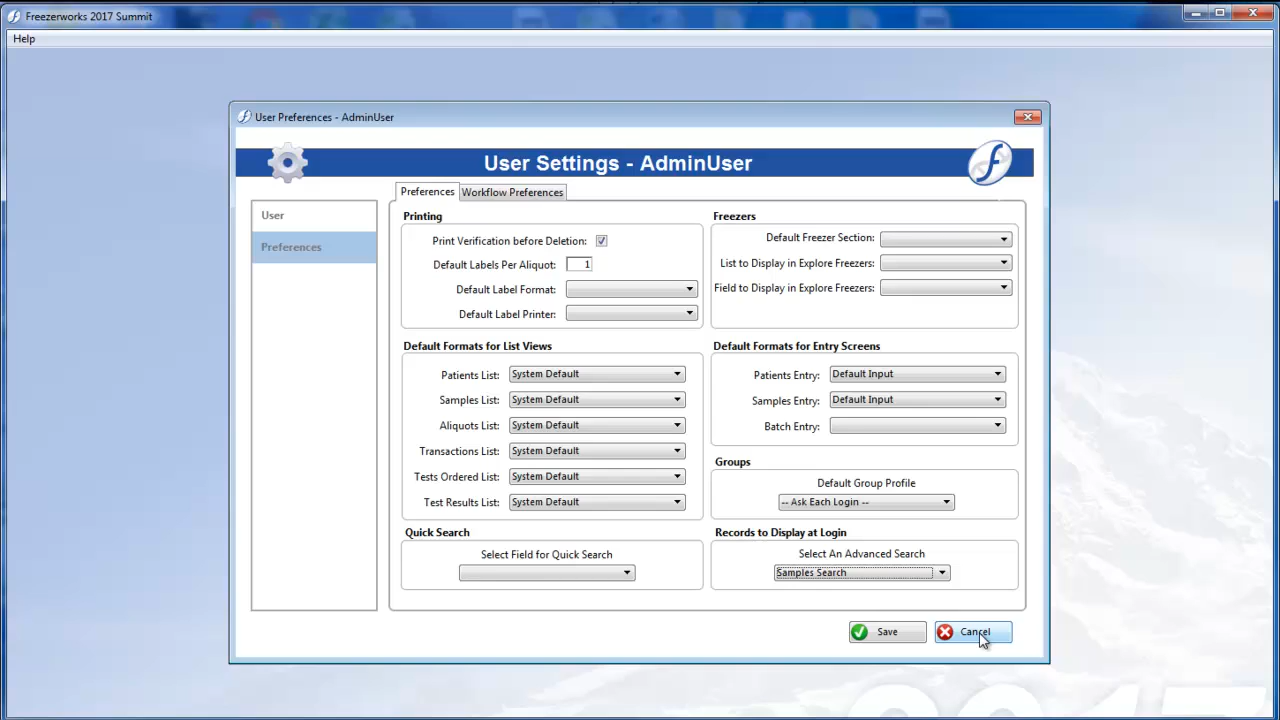 Freezerworks 2017 Summit
Help
User Preferences - AdminUser
User Settings - AdminUser
User
Preferences
Preferences
Workflow Preferences
Printing
Print Verification before Deletion:
Default Labels Per Aliquot: 1
Default Label Format:
Default Label Printer:
Freezers
Default Freezer Section:
List to Display in Explore Freezers:
Field to Display in Explore Freezers:
Default Formats for List Views
Patients List: System Default
Samples List: System Default
Aliquots List: System Default
Transactions List: System Default
Tests Ordered List: System Default
Test Results List: System Default
Default Formats for Entry Screens
Patients Entry: Default Input
Samples Entry: Default Input
Batch Entry:
Groups
Default Group Profile
-- Ask Each Login --
Quick Search
Select Field for Quick Search
Records to Display at Login
Select An Advanced Search
Samples Search
Save
Cancel